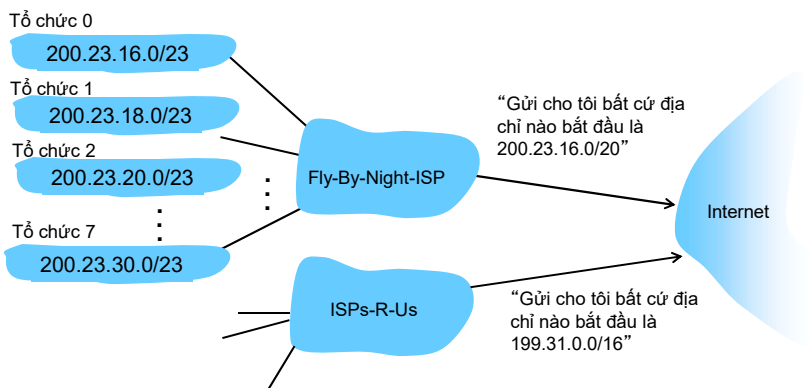 Tổ chức 0
200.23.16.0/23
Tổ chức 1
200.23.18.0/23
Tổ chức 2
200.23.20.0/23
Tổ chức 7
200.23.30.0/23
Fly-By-Night-ISP
“Gửi cho tôi bất cứ địa
chỉ nào bắt đầu là
200.23.16.0/20”
Internet
ISPs-R-Us
“Gửi cho tôi bất cứ địa
chỉ nào bắt đầu là
199.31.0.0/16”